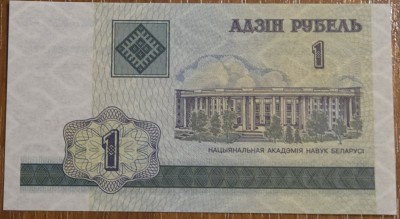 АДЗІН РУБЕЛЬ
1
НАЦЫЯНАЛЬНАЯ АКАДЭМІЯ НАВУК БЕЛАРУСІ
1